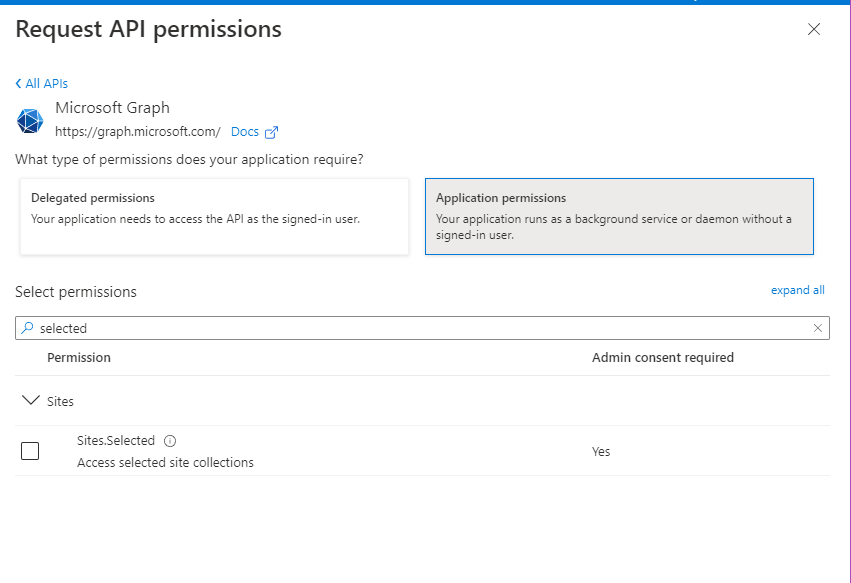 Request API permissions
All APIs
Microsoft Graph
https://graph.microsoft.com/ Docs
What type of permissions does your application require?
Delegated permissions
Your application needs to access the API as the signed-in user.
Application permissions
Your application runs as a background service or daemon without a
signed-in user.
Select permissions
expand all
selected
Permission
Admin consent required
Sites
Sites.Selected
Access selected site collections
Yes